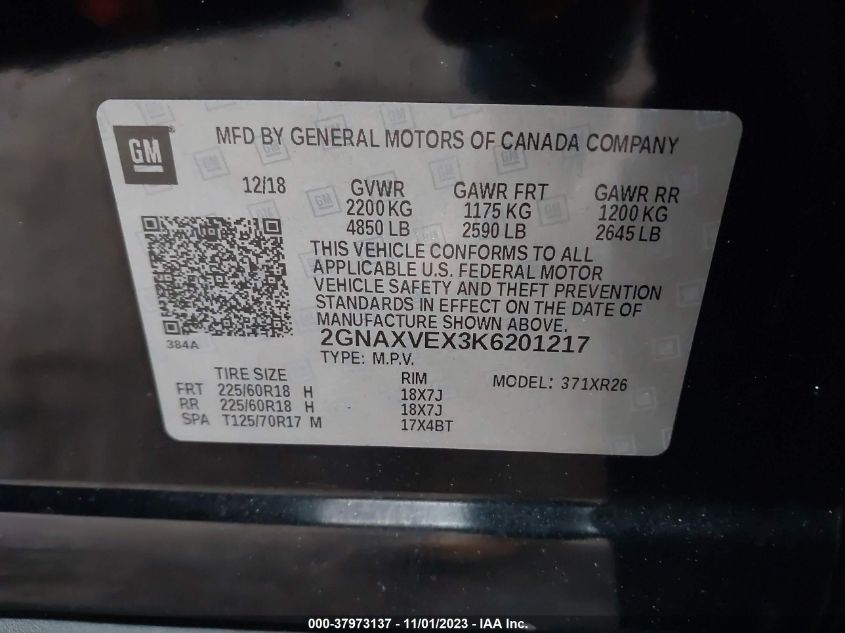 GM
MFD BY GENERAL MOTORS OF CANADA COMPANY
12/18 GVWR GAWR FRT GAWR RR
2200 KG 1175 KG 1200 KG
4850 LB 2590 LB 2645 LB
THIS VEHICLE CONFORMS TO ALL
APPLICABLE U.S. FEDERAL MOTOR
VEHICLE SAFETY AND THEFT PREVENTION
STANDARDS IN EFFECT ON THE DATE OF
MANUFACTURE SHOWN ABOVE.
384A
2GNAXVEX3K6201217
TYPE: M.P.V.
TIRE SIZE RIM MODEL: 371XR26
FRT 225/60R18 H 18X7J
RR 225/60R18 H 18X7J
SPA T125/70R17 M 17X4BT
000-37973137 - 11/01/2023 - IAA Inc.